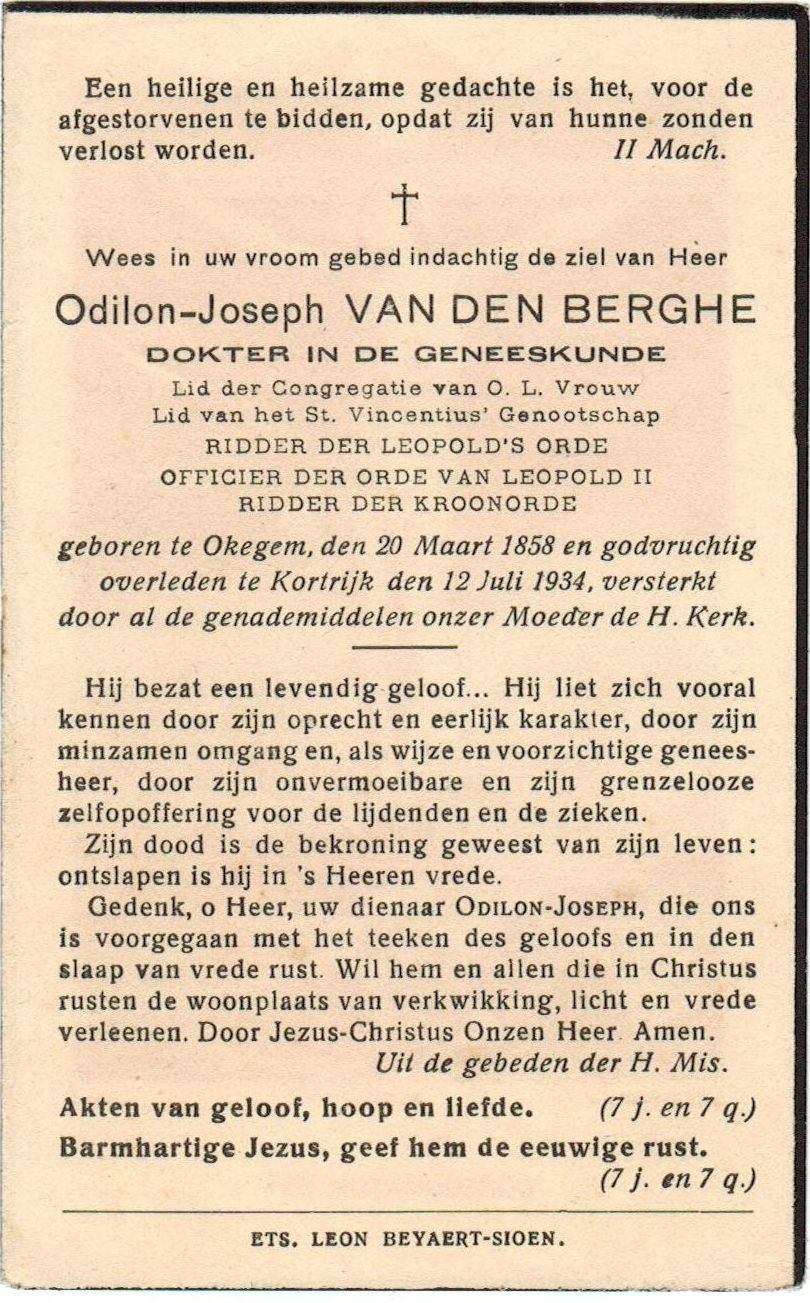 Een heilige en heilzame gedachte is het, voor de
afgestorvenen te bidden, opdat zij van hunne zonden
verlost worden. II Mach.
Wees in uw vroom gebed indachtig de ziel van Heer
Odilon-Joseph VAN DEN BERGHE
DOKTER IN DE GENEESKUNDE
Lid der Congregatie van O. L. Vrouw
Lid van het St. Vincentius' Genootschap
RIDDER DER LEOPOLD'S ORDE
OFFICIER DER ORDE VAN LEOPOLD II
RIDDER DER KROONORDE
geboren te Okegem, den 20 Maart 1858 en godvruchtig
overleden te Kortrijk den 12 Juli 1934, versterkt
door al de genademiddelen onzer Moeder de H. Kerk.
Hij bezat een levendig geloof... Hij liet zich vooral
kennen door zijn oprecht en eerlijk karakter, door zijn
minzamen omgang en, als wijze en voorzichtige genees-
heer, door zijn onvermoeibare en zijn grenzelooze
zelfopoffering voor de lijdenden en de zieken.
Zijn dood is de bekroning geweest van zijn leven:
ontslapen is hij in 's Heeren vrede.
Gedenk, o Heer, uw dienaar ODILON-JOSEPH, die ons
is voorgegaan met het teeken des geloofs en in den
slaap van vrede rust. Wil hem en allen die in Christus
rusten de woonplaats van verkwikking, licht en vrede
verleenen. Door Jezus-Christus Onzen Heer. Amen.
Uit de gebeden der H. Mis.
Akten van geloof, hoop en liefde. (7 j. en 7 q.)
Barmhartige Jezus, geef hem de eeuwige rust.
(7 j. en 7 q.)
ETS. LEON BEYAERT-SIOEN.